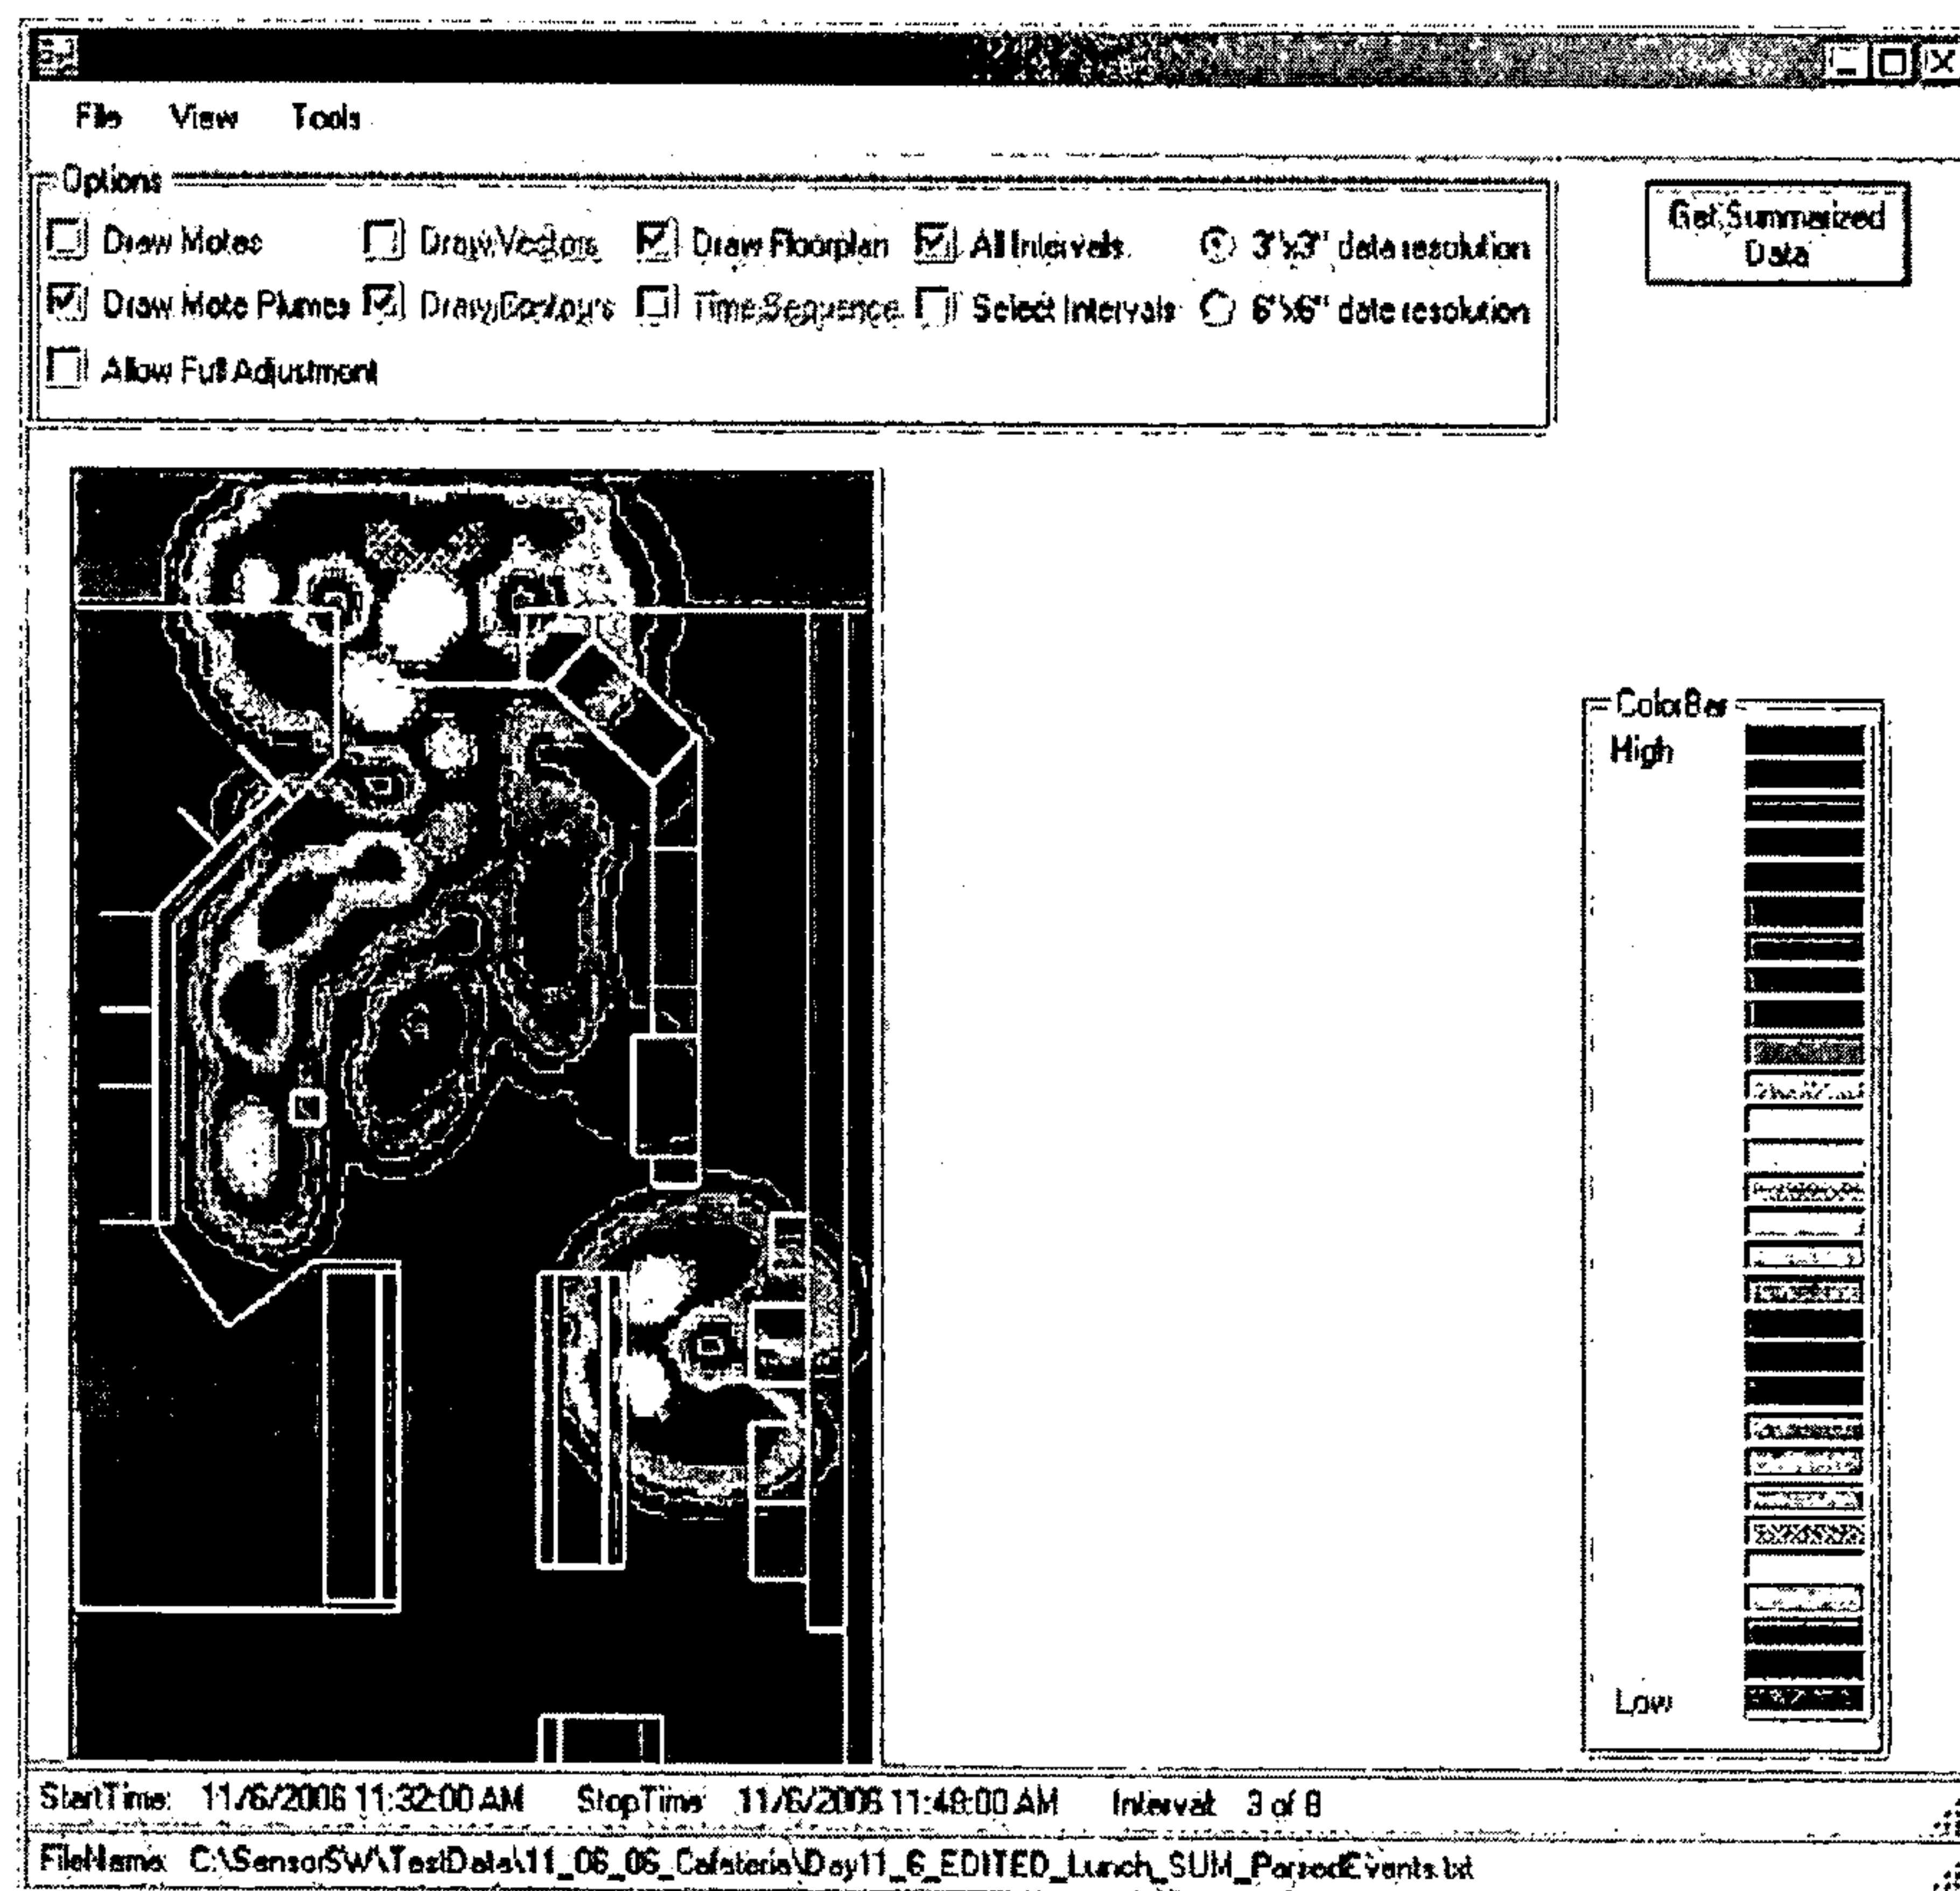 File View Tools
Options
Draw Motes Draw Vectors Draw Floorplan All Intervals 3"x3" data resolution
Get Summarized
Data
Draw Mote Plumes Draw Contours Time Sequence Select Intervals 6"x6" date resolution
Allow Full Adjustment
ColorBar
High
Low
StartTime: 11/6/2006 11:32:00 AM StopTime 11/6/2006 11:48:00 AM Interval: 3 of 8
FileName: C:\SensorSW\TestData\11_06_06_Cafeteria\Day11_6_EDITED_Lunch_SUM_ParsedEvents.txt